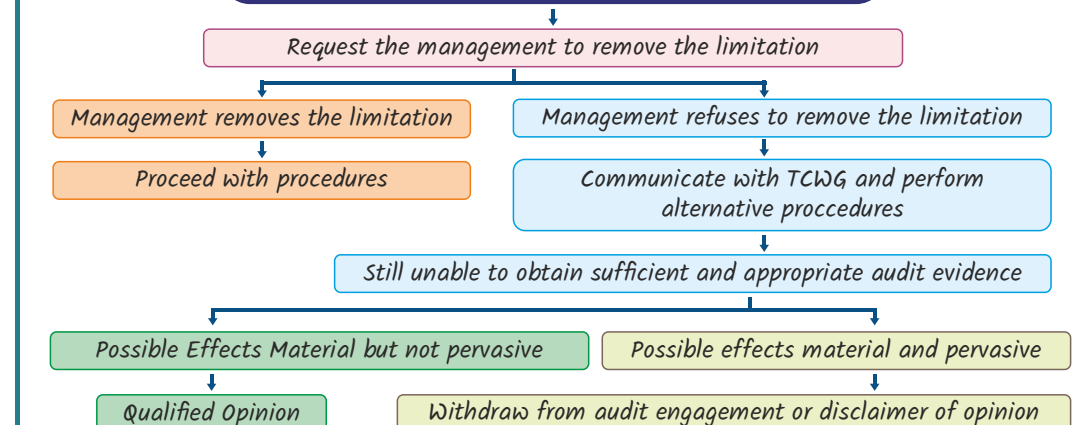 Request the management to remove the limitation
Management removes the limitation
Management refuses to remove the limitation
Proceed with procedures
Communicate with TCWG and perform
alternative proccedures
Still unable to obtain sufficient and appropriate audit evidence
Possible Effects Material but not pervasive
Possible effects material and pervasive
Qualified Opinion
Withdraw from audit engagement or disclaimer of opinion